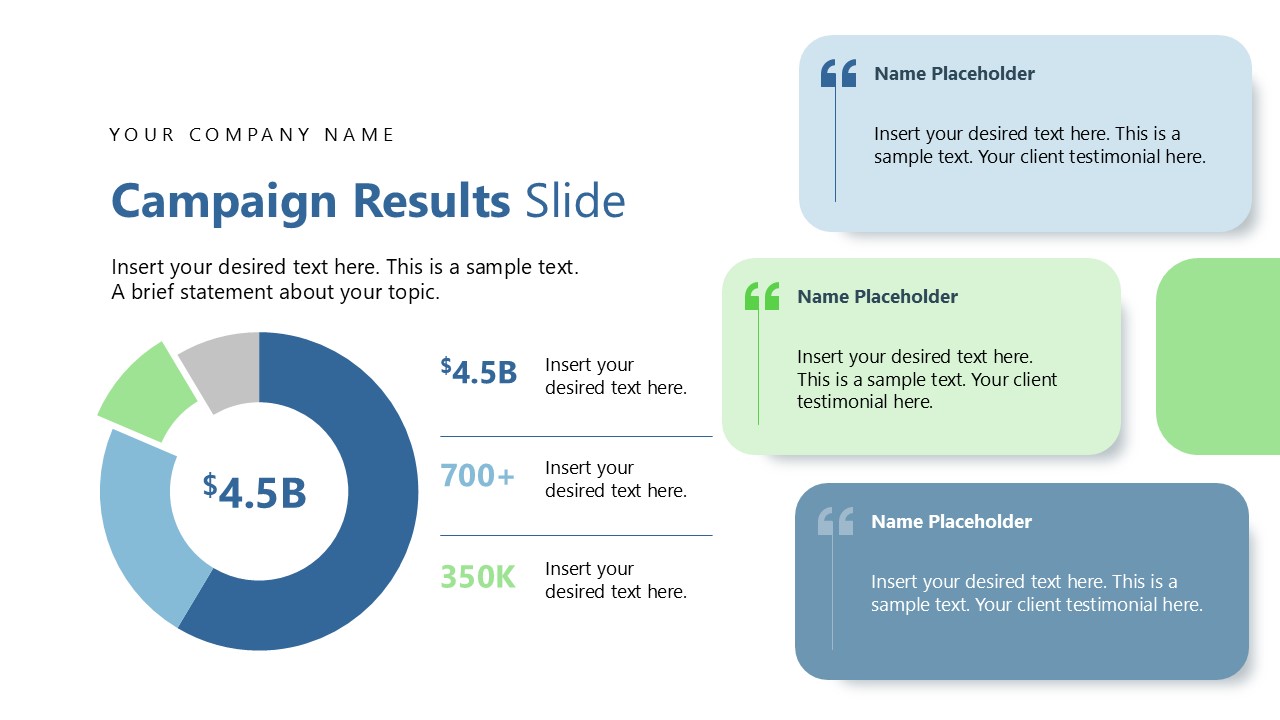 YOUR COMPANY NAME
Campaign Results Slide
Insert your desired text here. This is a sample text.
A brief statement about your topic.
$4.5B
$4.5B
Insert your
desired text here.
700+
Insert your
desired text here.
350K
Insert your
desired text here.
Name Placeholder
Insert your desired text here. This is a
sample text. Your client testimonial here.
Name Placeholder
Insert your desired text here.
This is a sample text. Your client
testimonial here.
Name Placeholder
Insert your desired text here. This is a
sample text. Your client testimonial here.